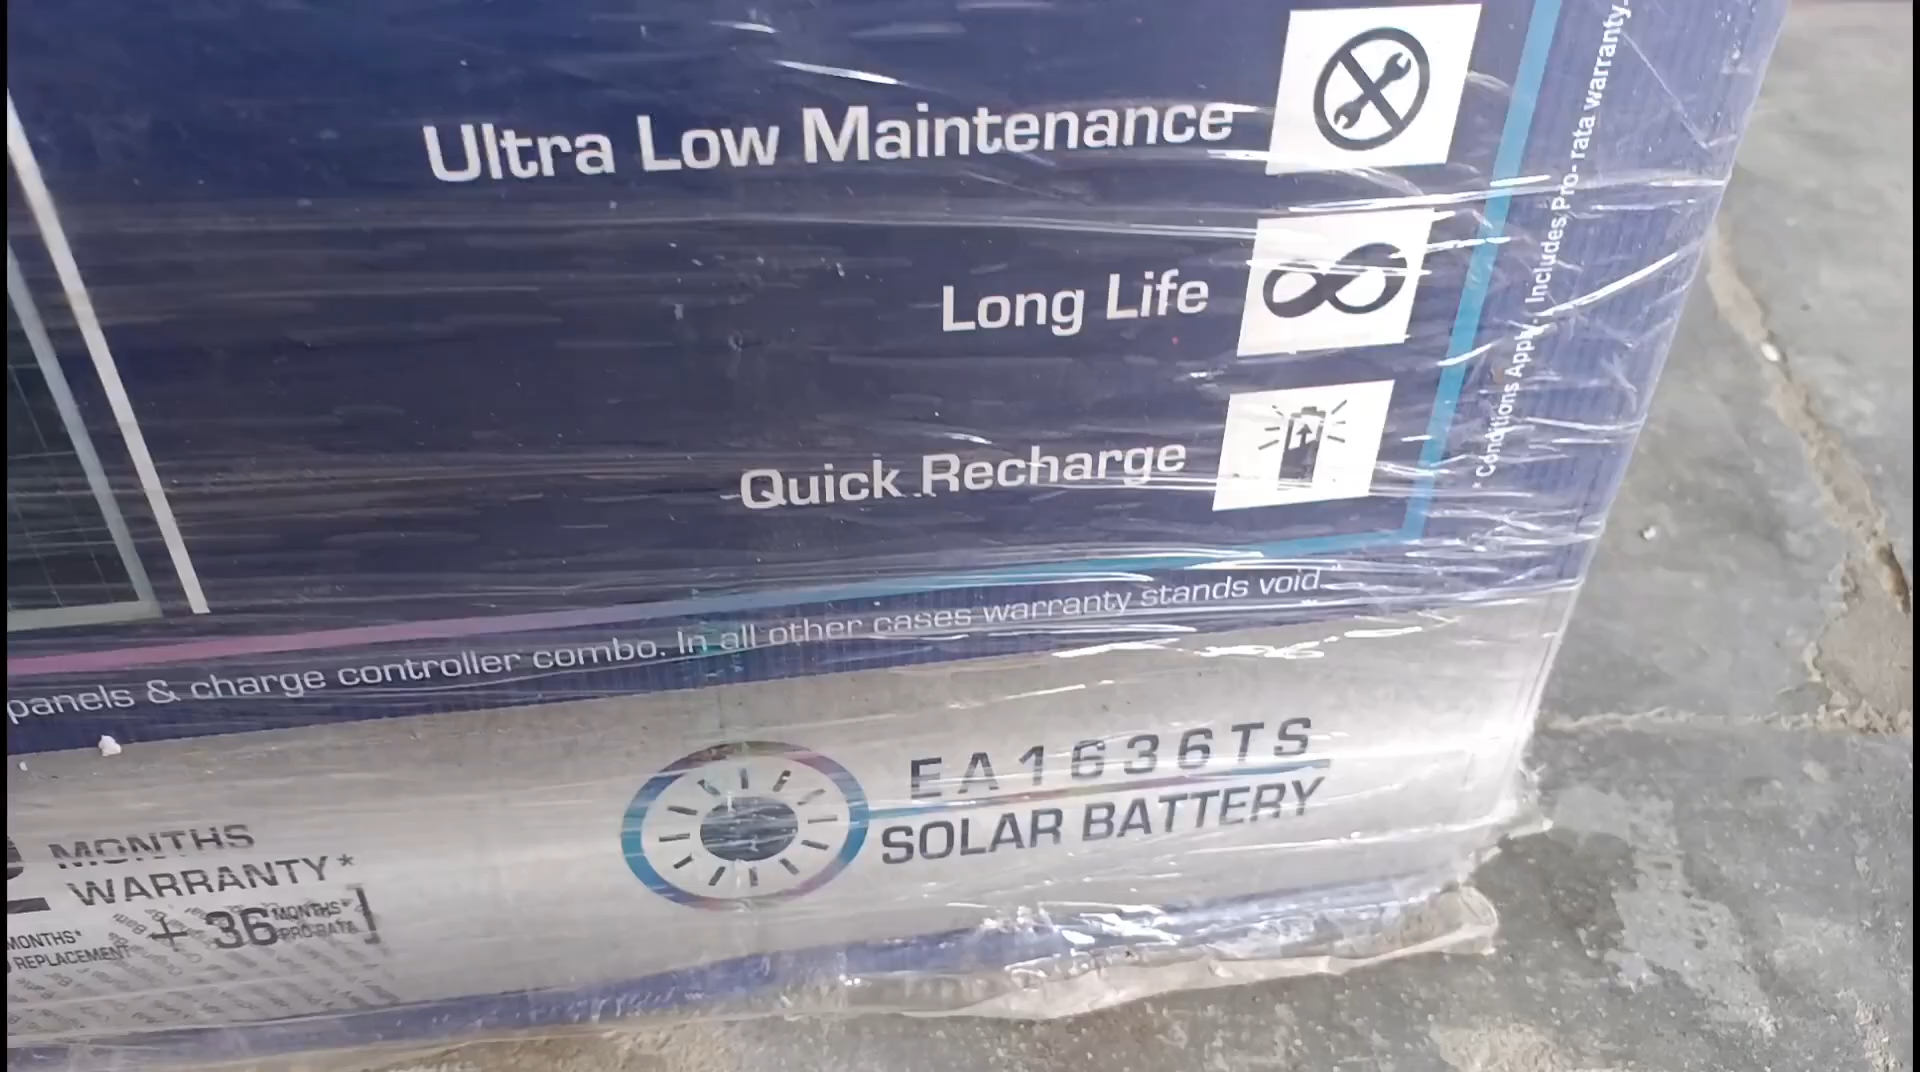 Ultra Low Maintenance
Long Life
Quick Recharge
* Conditions Apply. Includes Pro-rata warranty.
panels & charge controller combo. In all other cases warranty stands void."
EA1636TS
SOLAR BATTERY
MONTHS
WARRANTY*
MONTHS*
REPLACEMENT
+ 36 MONTHS*
PRO-RATA]